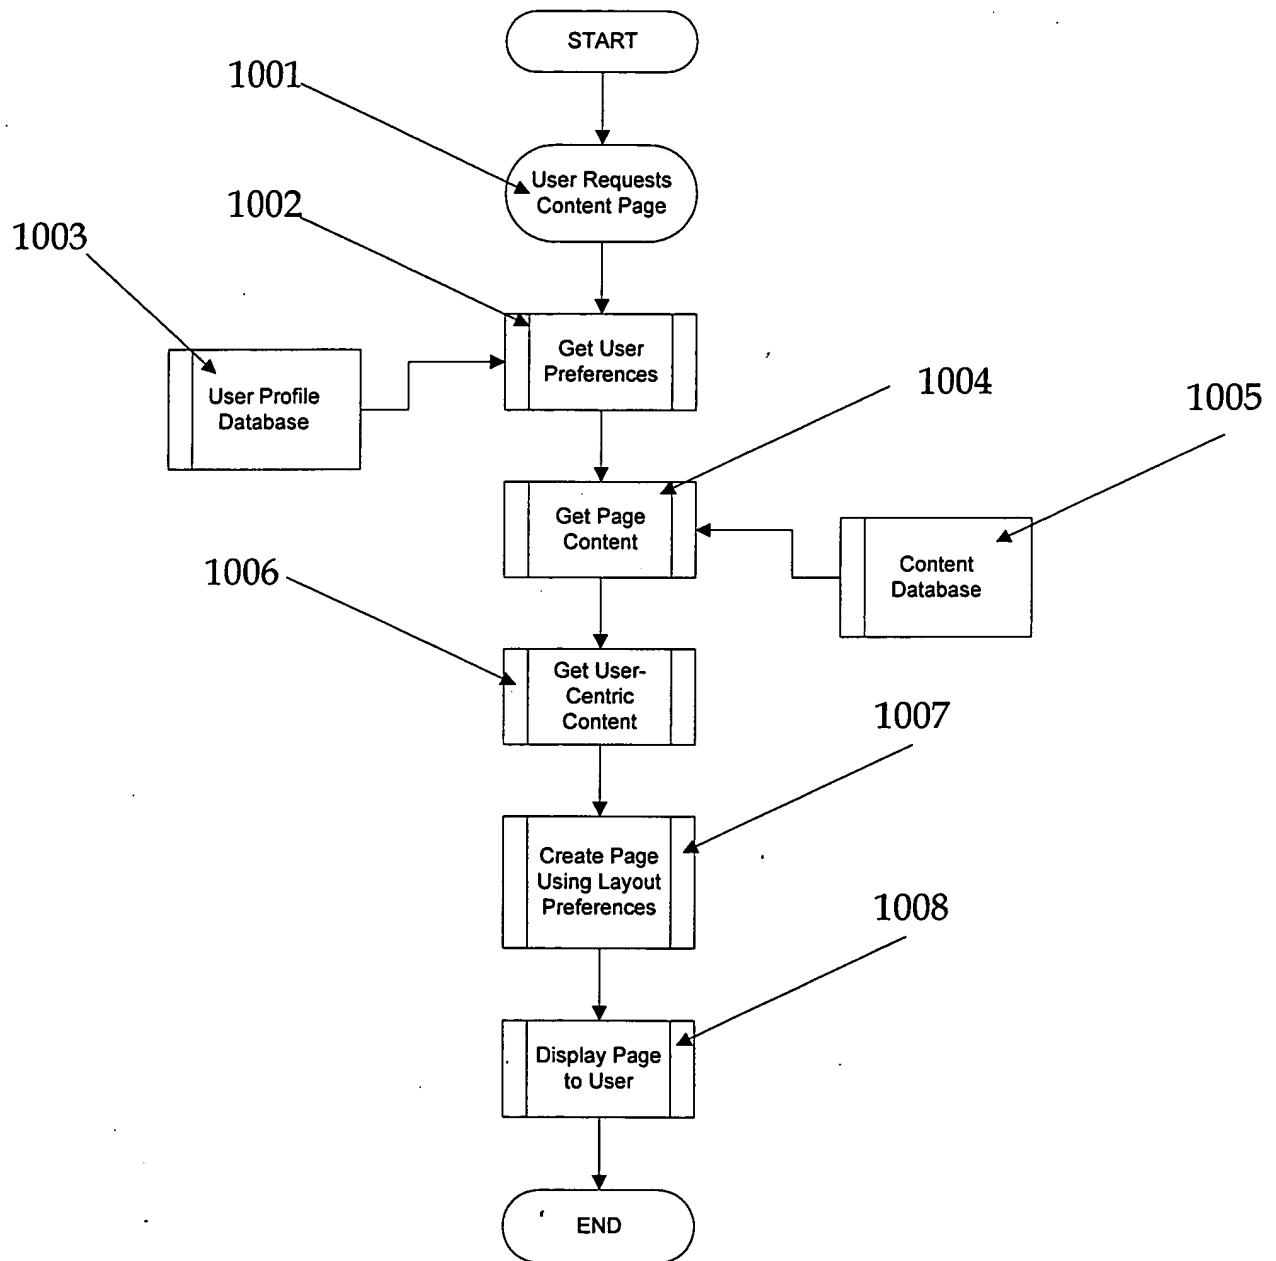 START
1001
User Requests
Content Page
1002
1003
Get User
Preferences
User Profile
Database
1004
1005
Get Page
Content
Content
Database
1006
Get User-
Centric
Content
1007
Create Page
Using Layout
Preferences
1008
Display Page
to User
END